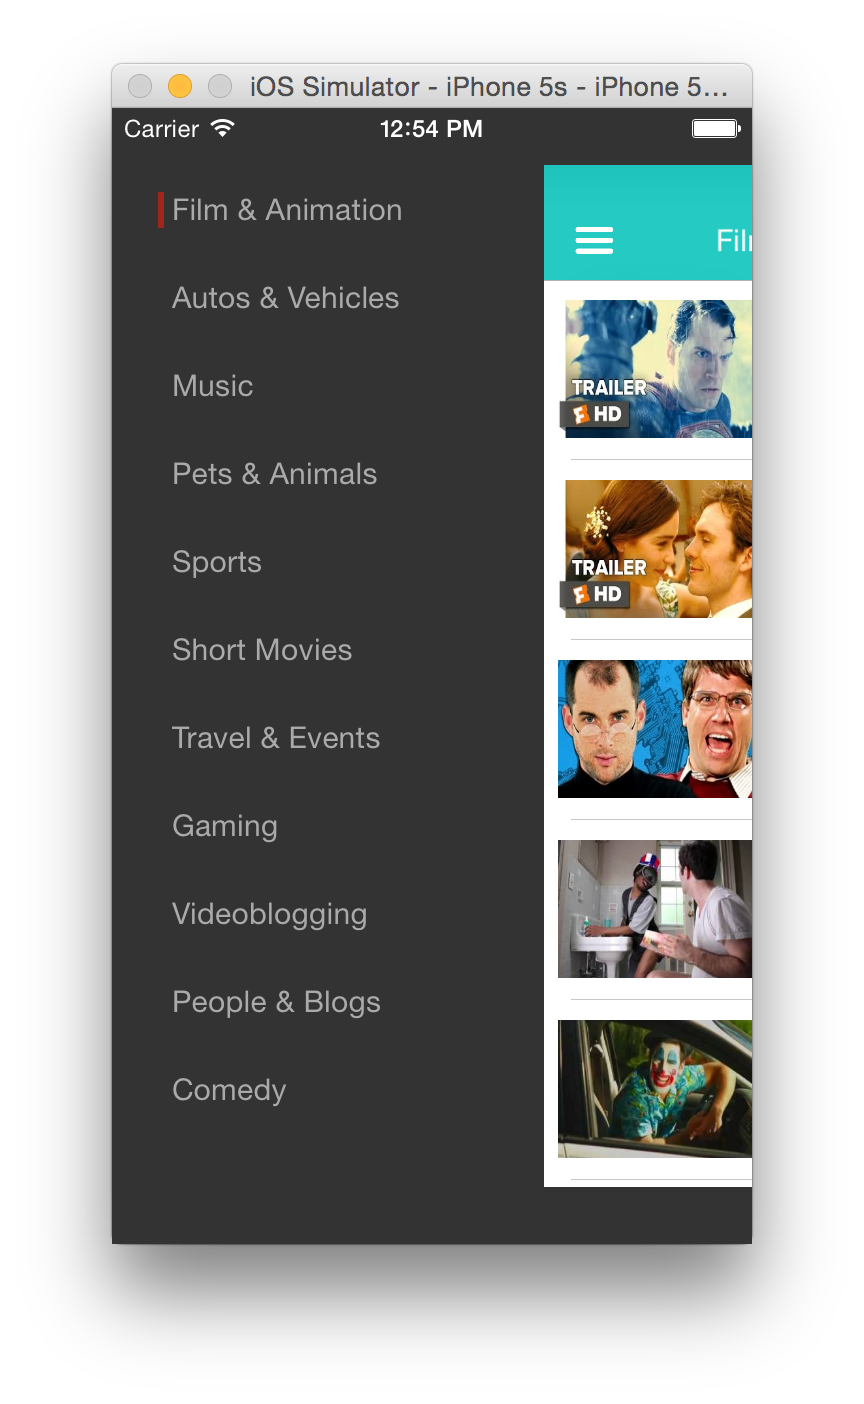 iOS Simulator - iPhone 5s - iPhone 5...
Carrier 12:54 PM
Film & Animation
Autos & Vehicles
Music
Pets & Animals
Sports
Short Movies
Travel & Events
Gaming
Videoblogging
People & Blogs
Comedy
Fil
TRAILER
HD
TRAILER
HD